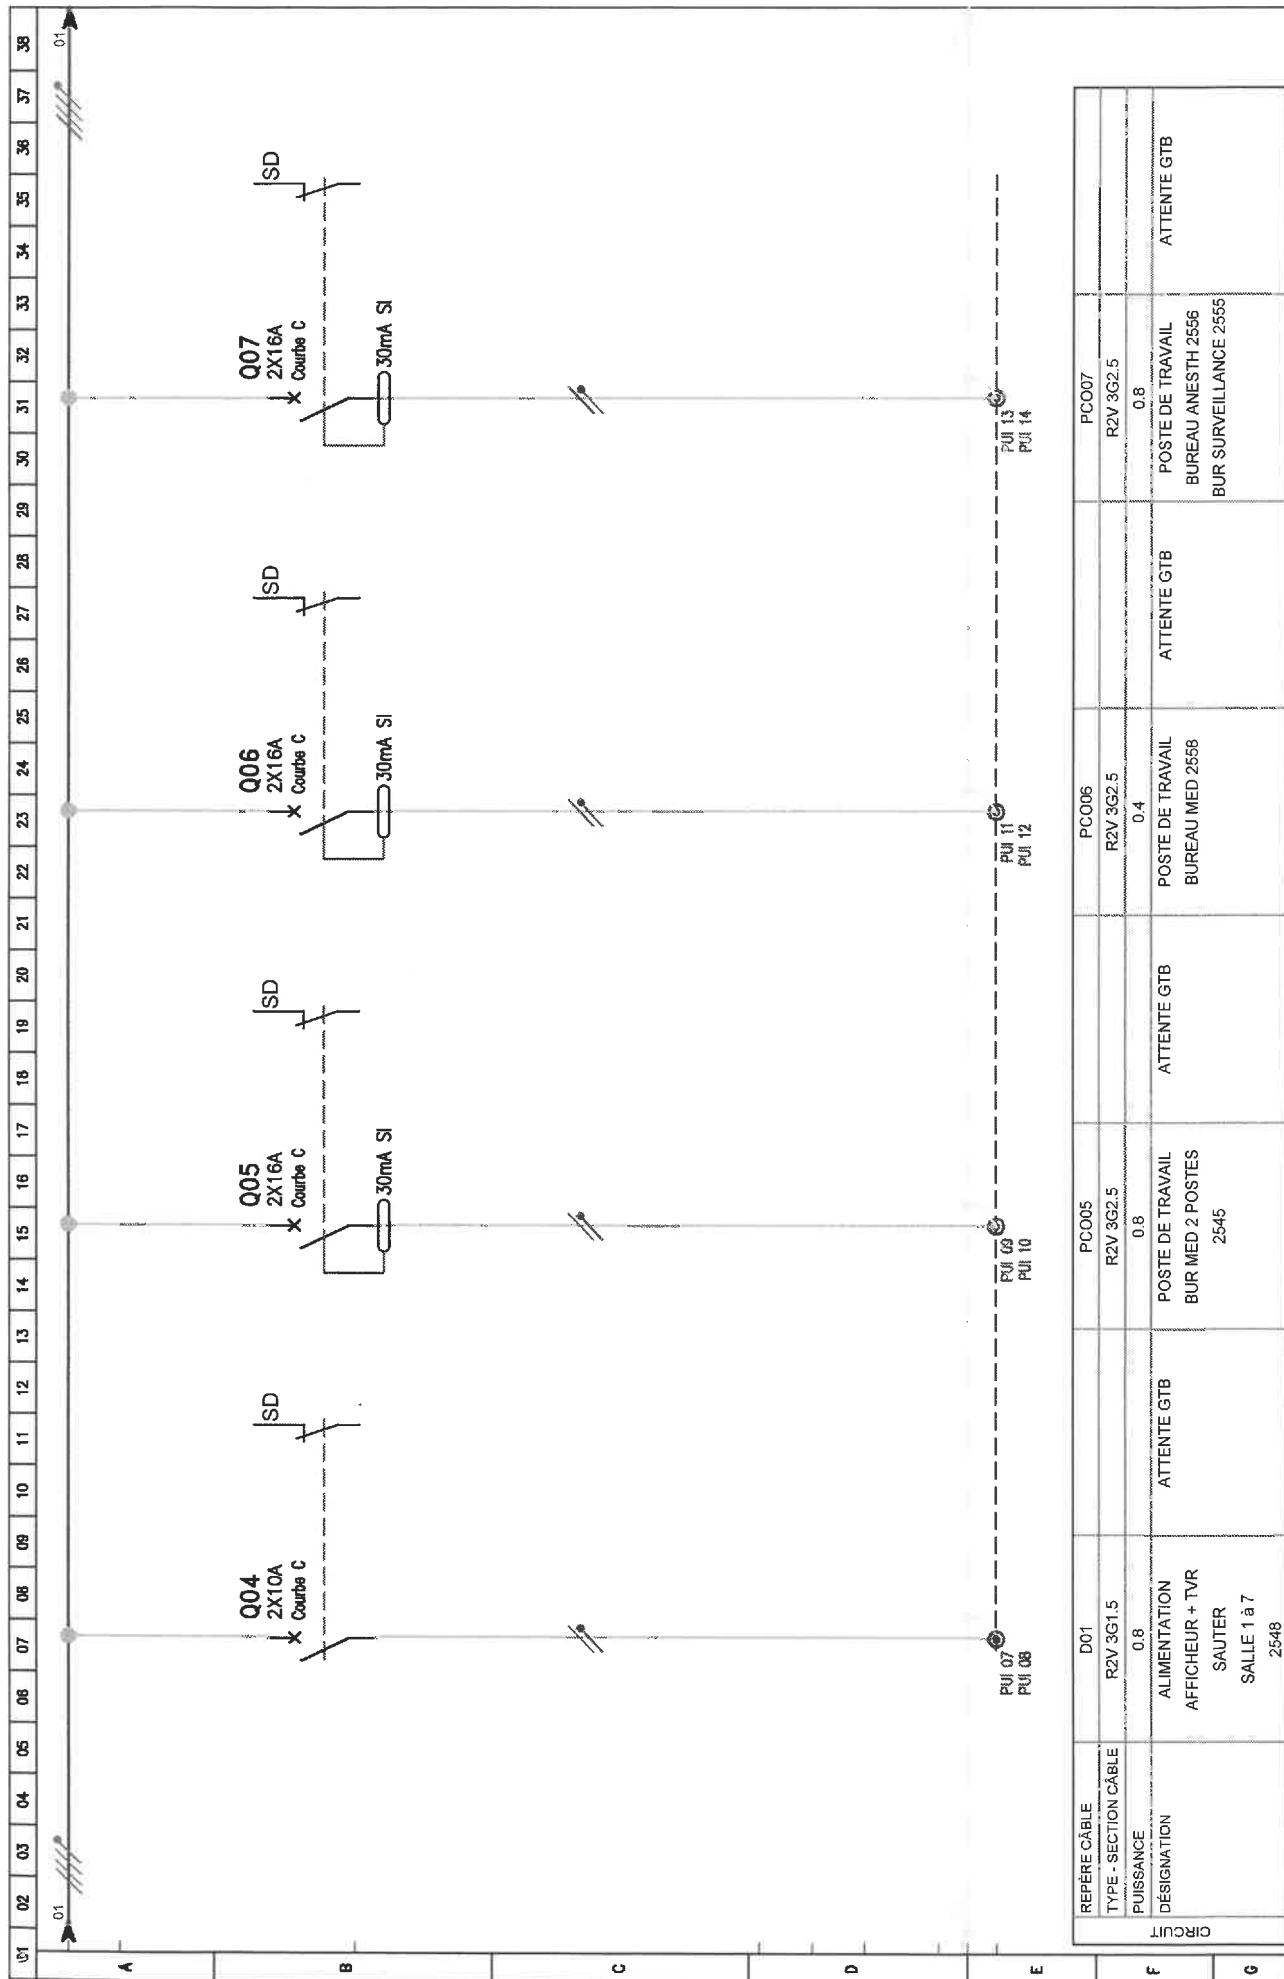 01 02 03 04 05 06 07 08 09 10 11 12 13 14 15 16 17 18 19 20 21 22 23 24 25 26 27 28 29 30 31 32 33 34 35 36 37 38
01
01
A
B
C
D
E
F
G
Q04
2X10A
Courbe C
SD
Q05
2X16A
Courbe C
30mA SI
SD
Q06
2X16A
Courbe C
30mA SI
SD
Q07
2X16A
Courbe C
30mA SI
SD
PUI 07
PUI 08
PUI 09
PUI 10
PUI 11
PUI 12
PUI 13
PUI 14
CIRCUIT
REPÈRE CÂBLE D01 PCO05 PCO06 PCO07
TYPE - SECTION CÂBLE R2V 3G1.5 R2V 3G2.5 R2V 3G2.5 R2V 3G2.5
PUISSANCE 0.8 0.8 0.4 0.8
DÉSIGNATION ALIMENTATION ATTENTE GTB POSTE DE TRAVAIL ATTENTE GTB POSTE DE TRAVAIL ATTENTE GTB POSTE DE TRAVAIL ATTENTE GTB
AFFICHEUR + TVR BUR MED 2 POSTES BUREAU MED 2558 BUREAU ANESTH 2556
SAUTER 2545 BUR SURVEILLANCE 2555
SALLE 1 à 7
2548